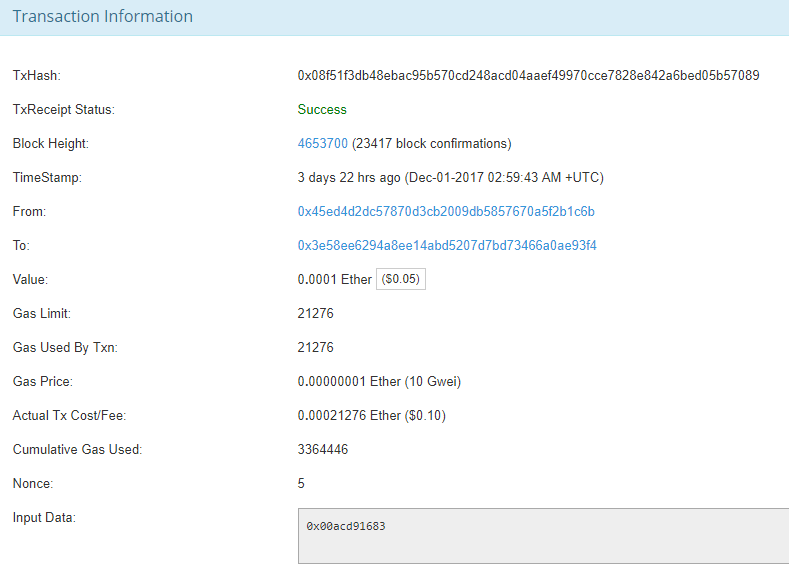 Transaction Information
TxHash: 0x08f51f3db48ebac95b570cd248acd04aaef49970cce7828e842a6bed05b57089
TxReceipt Status: Success
Block Height: 4653700 (23417 block confirmations)
TimeStamp: 3 days 22 hrs ago (Dec-01-2017 02:59:43 AM +UTC)
From: 0x45ed4d2dc57870d3cb2009db5857670a5f2b1c6b
To: 0x3e58ee6294a8ee14abd5207d7bd73466a0ae93f4
Value: 0.0001 Ether ($0.05)
Gas Limit: 21276
Gas Used By Txn: 21276
Gas Price: 0.00000001 Ether (10 Gwei)
Actual Tx Cost/Fee: 0.00021276 Ether ($0.10)
Cumulative Gas Used: 3364446
Nonce: 5
Input Data: 0x00acd91683